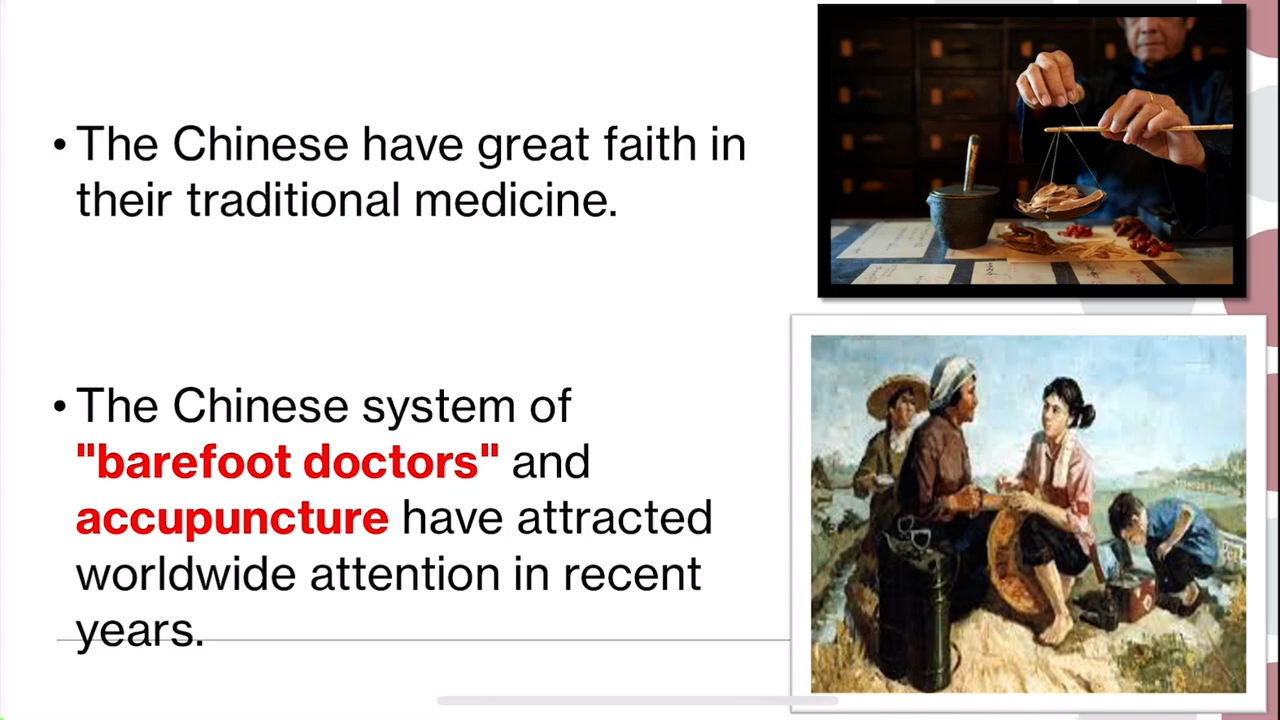 • The Chinese have great faith in
their traditional medicine.
• The Chinese system of
"barefoot doctors" and
accupuncture have attracted
worldwide attention in recent
years.